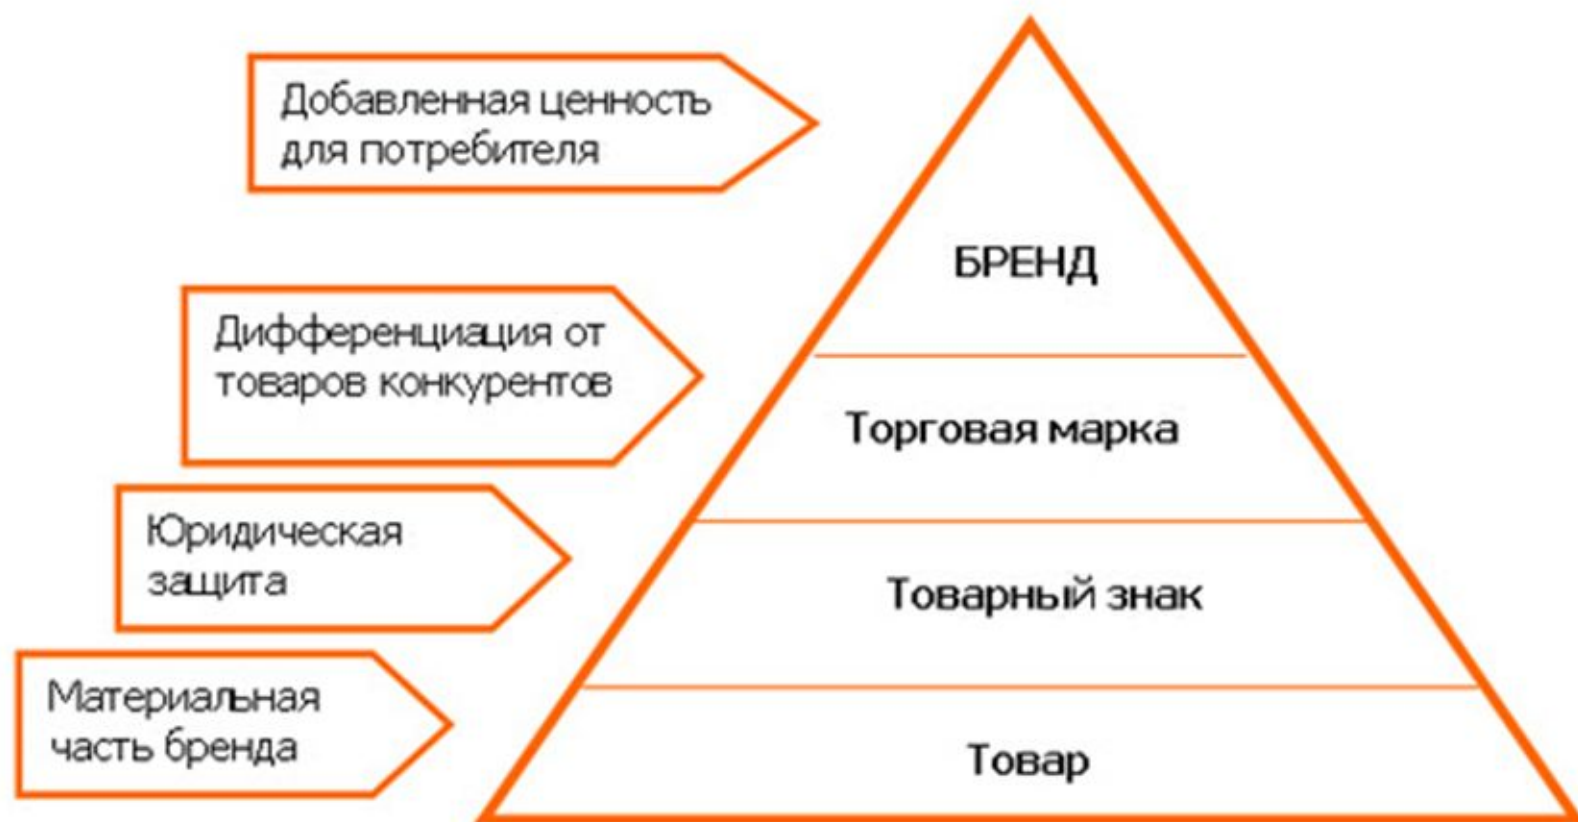 Добавленная ценность
для потребителя
БРЕНД
Дифференциация от
товаров конкурентов
Торговая марка
Юридическая
защита
Товарный знак
Материальная
часть бренда
Товар